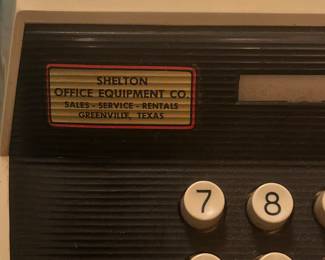 SHELTON
OFFICE EQUIPMENT CO.
SALES - SERVICE - RENTALS
GREENVILLE, TEXAS
7 8